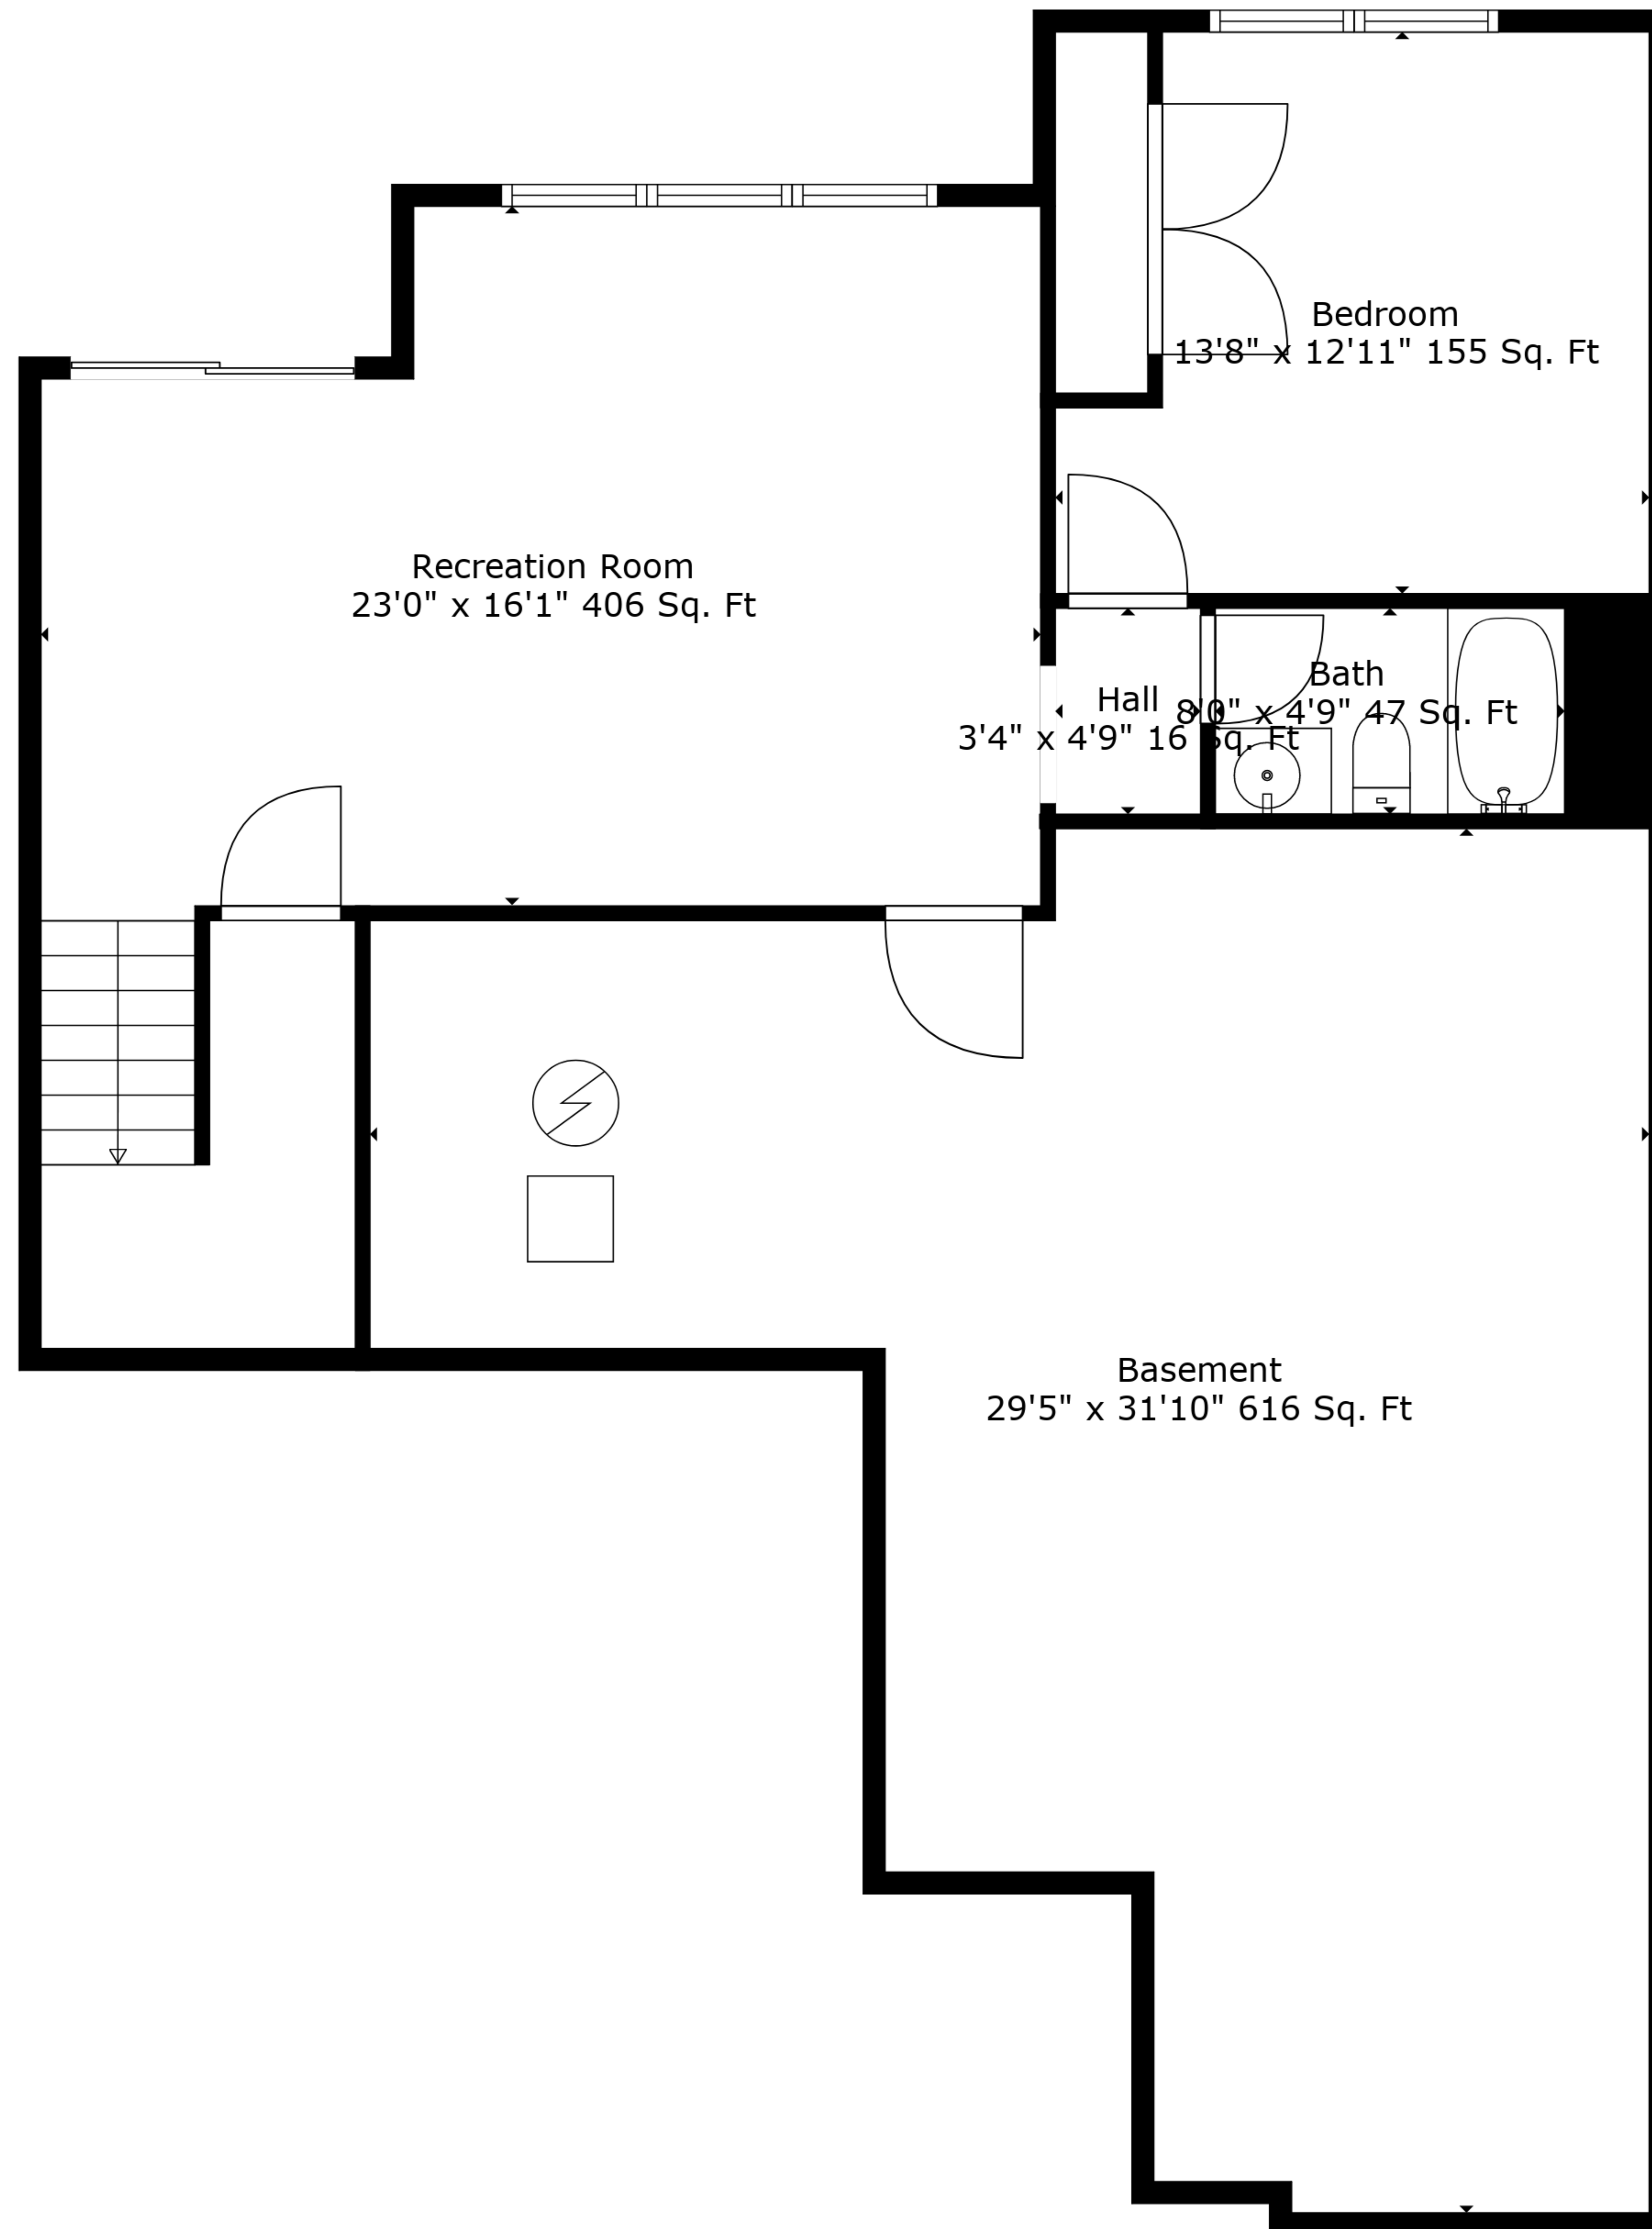 Bedroom
13'8" x 12'11" 155 Sq. Ft
Recreation Room
23'0" x 16'1" 406 Sq. Ft
Hall
3'4" x 4'9" 16 Sq. Ft
Bath
8'0" x 4'9" 47 Sq. Ft
Basement
29'5" x 31'10" 616 Sq. Ft